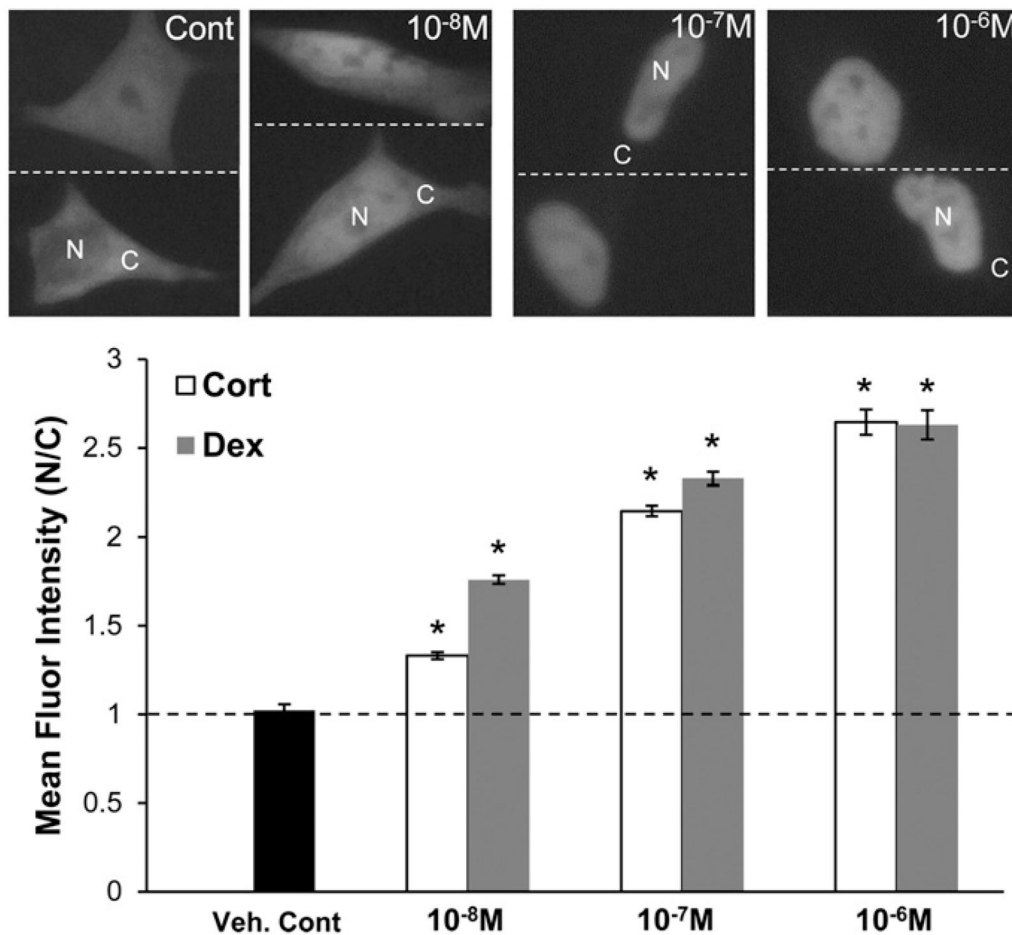 Cont
10⁻⁸M
10⁻⁷M
10⁻⁶M
N
C
N
C
N
C
N
C
3
2.5
2
1.5
1
0.5
0
Mean Fluor Intensity (N/C)
Cort
Dex
*
*
*
*
*
*
Veh. Cont
10⁻⁸M
10⁻⁷M
10⁻⁶M